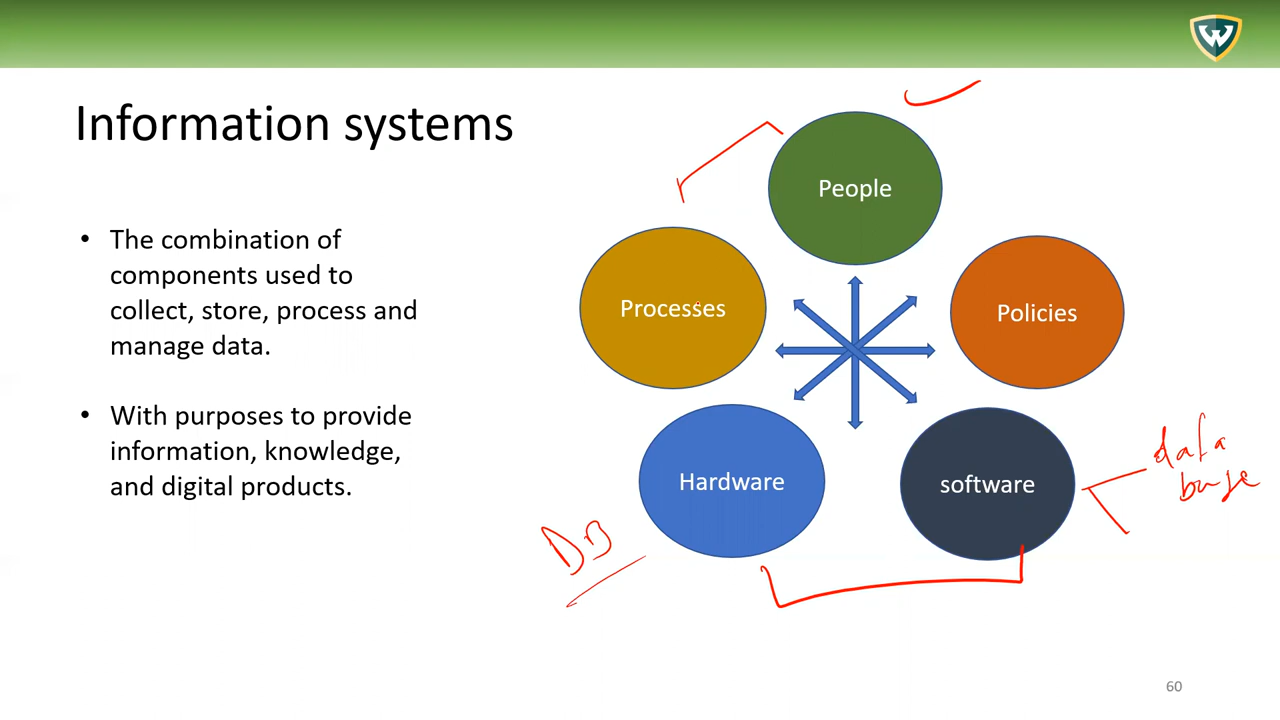 Information systems
• The combination of
components used to
collect, store, process and
manage data.
• With purposes to provide
information, knowledge,
and digital products.
People
Processes
Policies
Hardware
software
data
base
DB
W
60